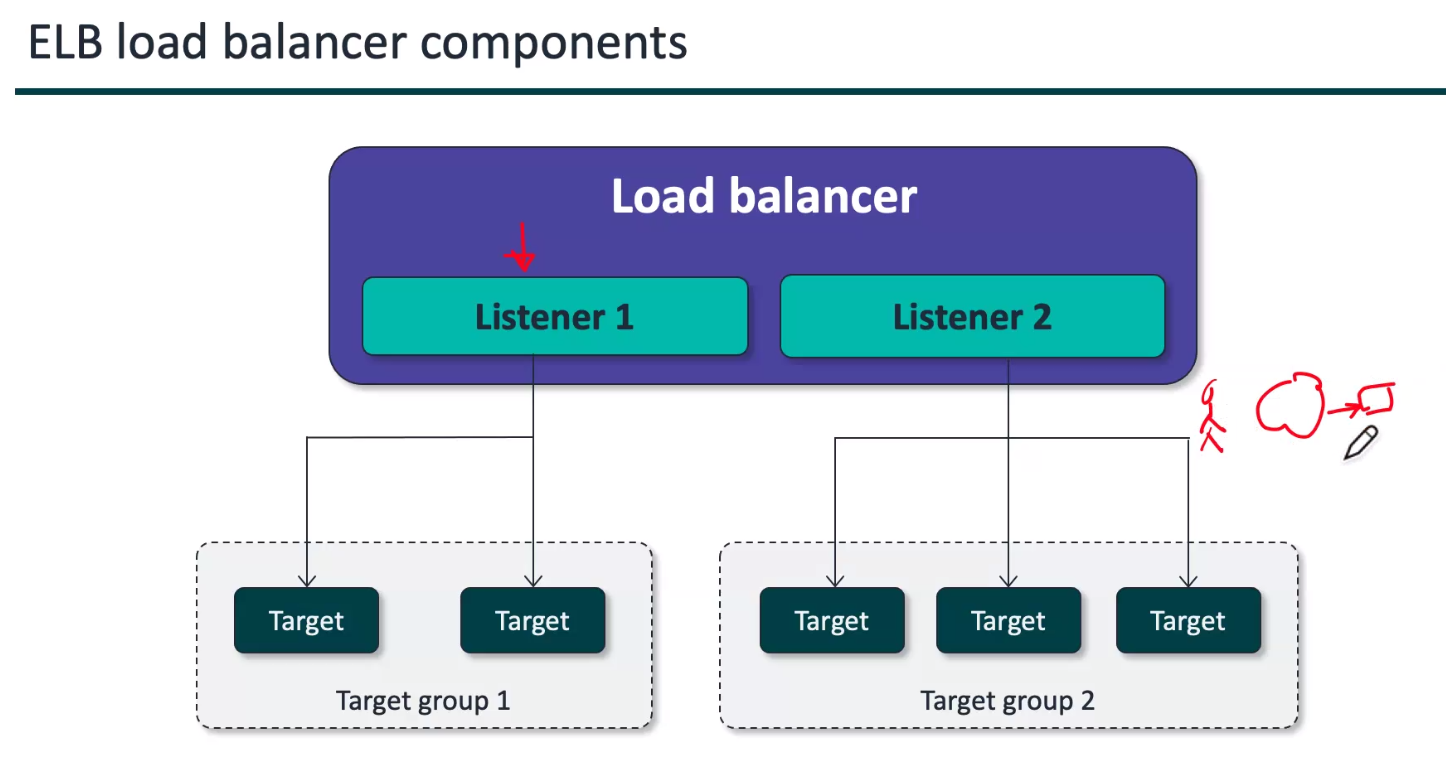 ELB load balancer components
Load balancer
Listener 1
Listener 2
Target
Target
Target
Target
Target
Target group 1
Target group 2